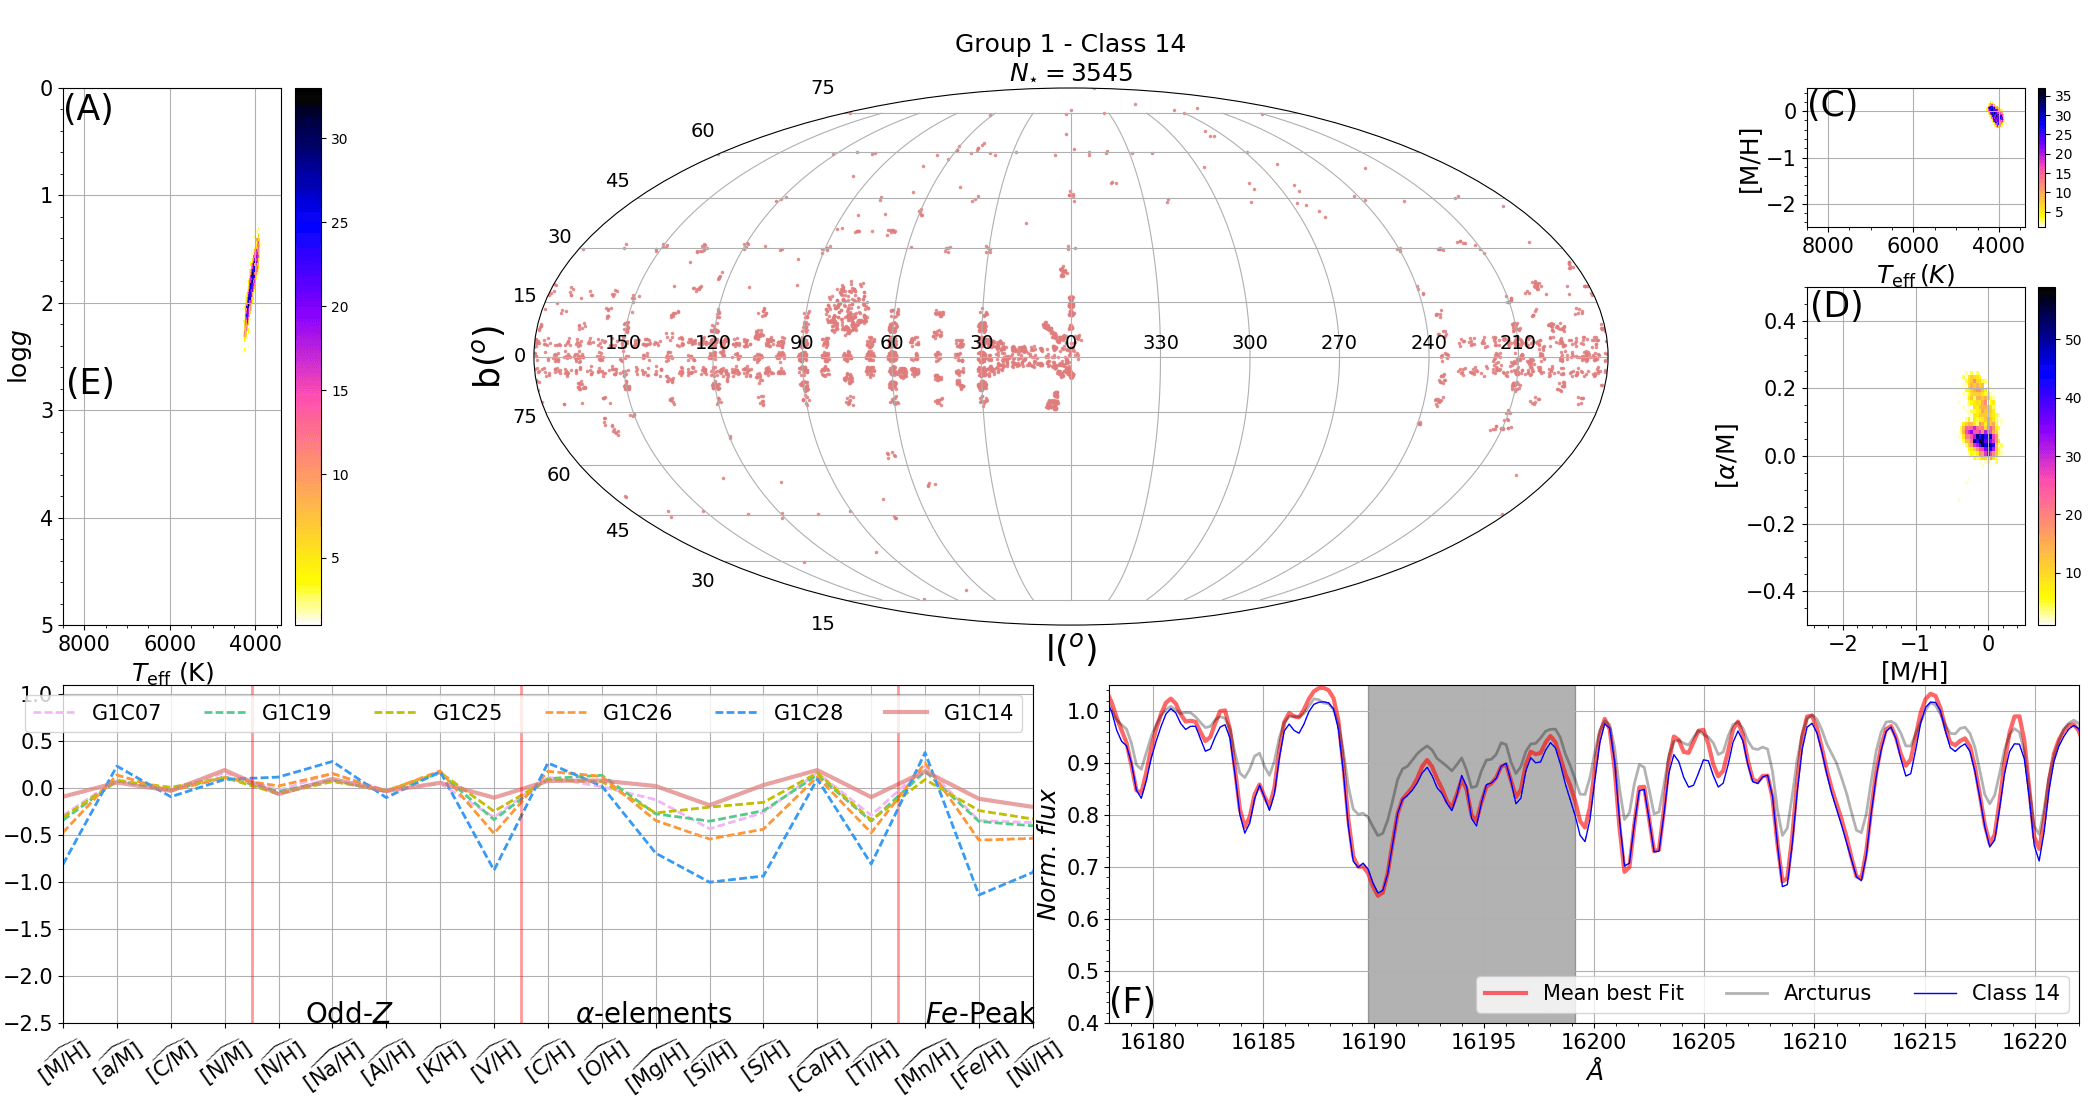 Group 1 - Class 14
N⋆ = 3545
(A)
0
1
2
3
4
5
logg
(E)
8000 6000 4000
Teff (K)
30
25
20
15
10
5
75
60
45
30
15
0
75
60
45
30
15
b(o)
150 120 90 60 30 0 330 300 270 240 210
l(o)
(C)
0
−1
−2
[M/H]
8000 6000 4000
Teff (K)
35
30
25
20
15
10
5
(D)
0.4
0.2
0.0
−0.2
−0.4
[α/M]
−2 −1 0
[M/H]
50
40
30
20
10
1.0
0.5
0.0
−0.5
−1.0
−1.5
−2.0
−2.5
G1C07 G1C19 G1C25 G1C26 G1C28 G1C14
Odd-Z α-elements Fe-Peak
[M/H] [a/M] [C/M] [N/M] [N/H] [Na/H] [Al/H] [K/H] [V/H] [C/H] [O/H] [Mg/H] [Si/H] [S/H] [Ca/H] [Ti/H] [Mn/H] [Fe/H] [Ni/H]
1.0
0.9
0.8
0.7
0.6
0.5
0.4
Norm. flux
(F)
Mean best Fit Arcturus Class 14
16180 16185 16190 16195 16200 16205 16210 16215 16220
Å